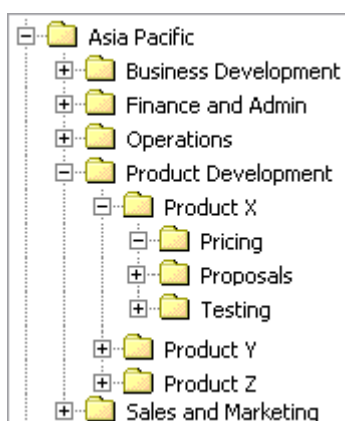 Asia Pacific
Business Development
Finance and Admin
Operations
Product Development
Product X
Pricing
Proposals
Testing
Product Y
Product Z
Sales and Marketing